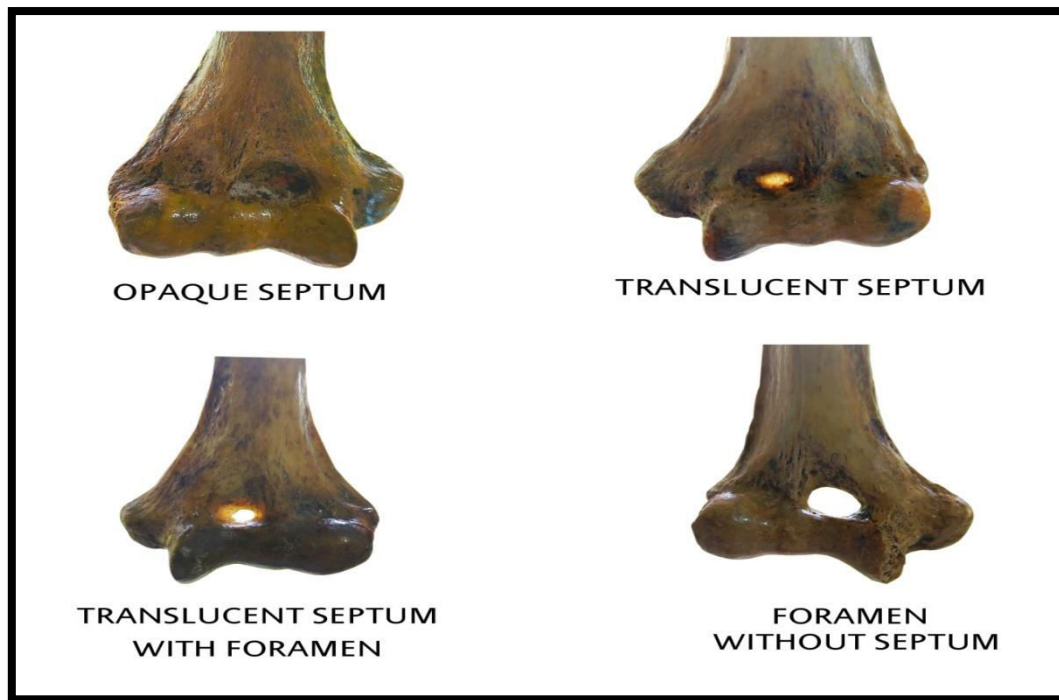 OPAQUE SEPTUM
TRANSLUCENT SEPTUM
TRANSLUCENT SEPTUM
WITH FORAMEN
FORAMEN
WITHOUT SEPTUM